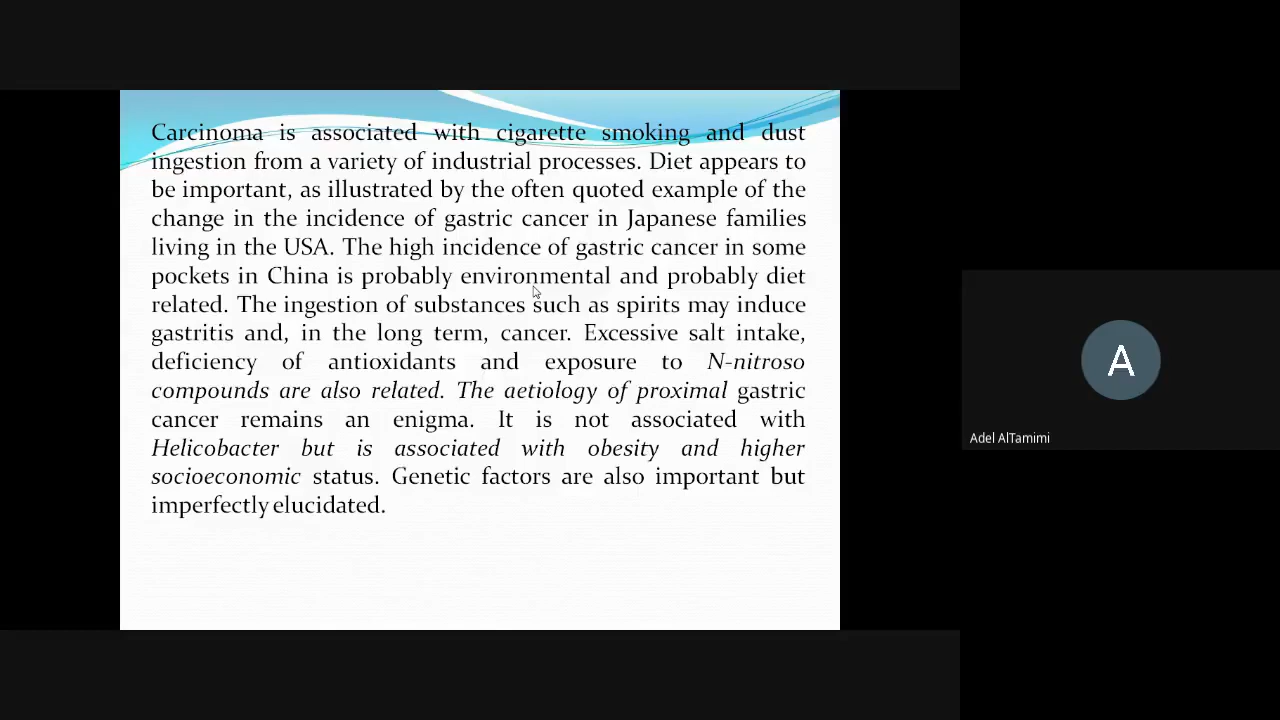 Carcinoma is associated with cigarette smoking and dust
ingestion from a variety of industrial processes. Diet appears to
be important, as illustrated by the often quoted example of the
change in the incidence of gastric cancer in Japanese families
living in the USA. The high incidence of gastric cancer in some
pockets in China is probably environmental and probably diet
related. The ingestion of substances such as spirits may induce
gastritis and, in the long term, cancer. Excessive salt intake,
deficiency of antioxidants and exposure to N-nitroso
compounds are also related. The aetiology of proximal gastric
cancer remains an enigma. It is not associated with
Helicobacter but is associated with obesity and higher
socioeconomic status. Genetic factors are also important but
imperfectly elucidated.
A
Adel AlTamimi